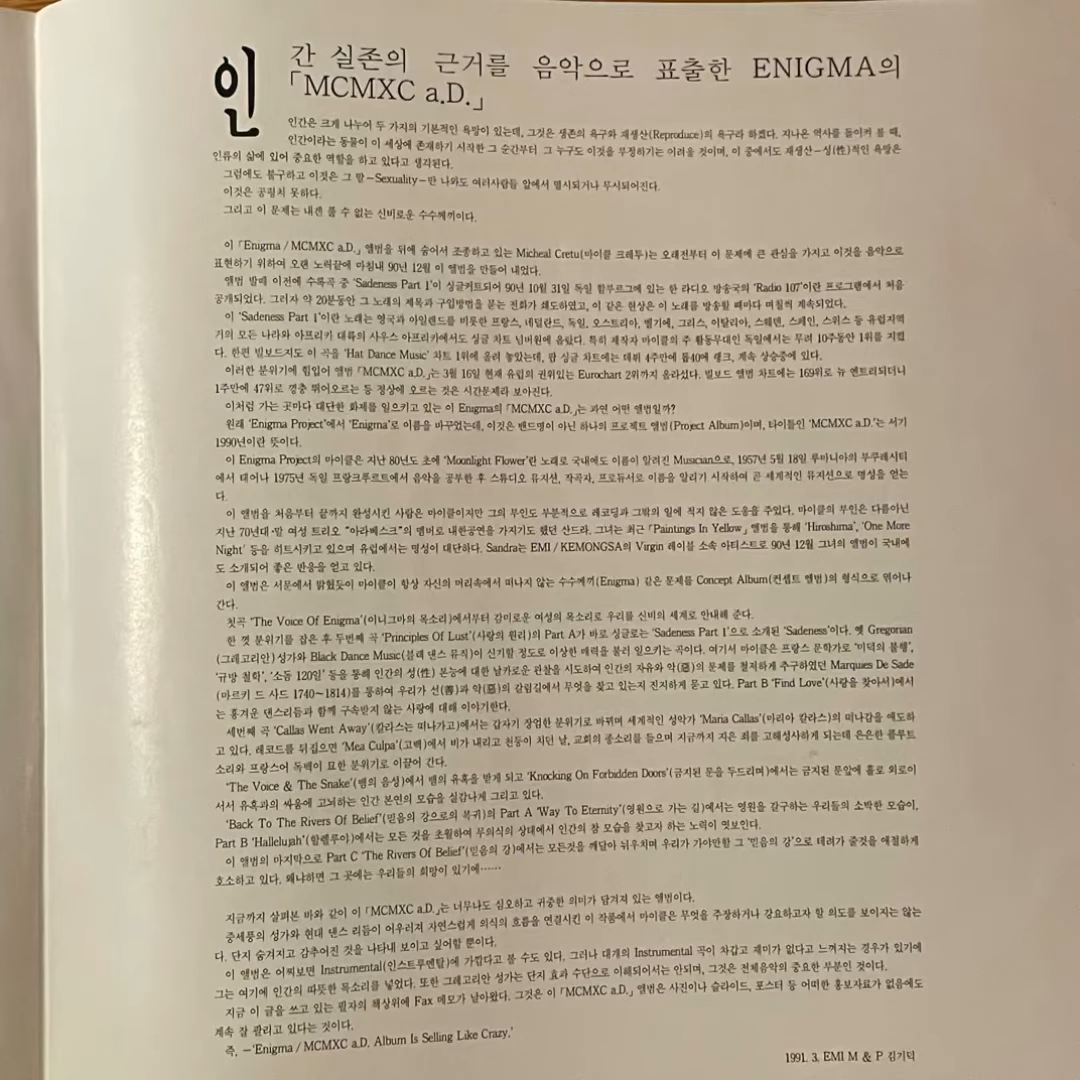 인간 실존의 근거를 음악으로 표출한 ENIGMA의
「MCMXC a.D.」
인간은 크게 나누어 두 가지의 기본적인 욕망이 있는데, 그것은 생존의 욕구와 재생산(Reproduce)의 욕구라 하겠다. 지나온 역사를 돌이켜 볼 때,
인간이라는 동물이 이 세상에 존재하기 시작한 그 순간부터 그 누구도 이것을 부정하기는 어려울 것이며, 이 중에서도 재생산-성(性)적인 욕망은
인류의 삶에 있어 중요한 역할을 하고 있다고 생각된다.
그럼에도 불구하고 이것은 그 말-Sexuality-만 나와도 여러사람들 앞에서 멸시되거나 무시되어진다.
이것은 공평치 못하다.
그리고 이 문제는 내겐 풀 수 없는 신비로운 수수께끼이다.
이 「Enigma / MCMXC a.D.」 앨범을 뒤에 숨어서 조종하고 있는 Micheal Cretu(마이클 크레투)는 오래전부터 이 문제에 큰 관심을 가지고 이것을 음악으로
표현하기 위하여 오랜 노력끝에 마침내 90년 12월 이 앨범을 만들어 내었다.
앨범 발매 이전에 수록곡 중 'Sadeness Part 1'이 싱글커트되어 90년 10월 31일 독일 함부르그에 있는 한 라디오 방송국의 'Radio 107'이란 프로그램에서 처음
공개되었다. 그러자 약 20분동안 그 노래의 제목과 구입방법을 묻는 전화가 쇄도하였고, 이 같은 현상은 이 노래를 방송될 때마다 며칠씩 계속되었다.
이 'Sadeness Part 1'이란 노래는 영국과 아일랜드를 비롯한 프랑스, 네덜란드, 독일, 오스트리아, 벨기에, 그리스, 이탈리아, 스웨덴, 스페인, 스위스 등 유럽지역
거의 모든 나라와 아프리카 대륙의 사우스 아프리카에서도 싱글 차트 넘버원에 올랐다. 특히 제작자 마이클의 주 활동무대인 독일에서는 무려 10주동안 1위를 지켰
다. 한편 빌보드지도 이 곡을 'Hat Dance Music' 차트 1위에 올려 놓았는데, 팝 싱글 차트에는 데뷔 4주만에 톱40에 랭크, 계속 상승중에 있다.
이러한 분위기에 힘입어 앨범 「MCMXC a.D.」는 3월 16일 현재 유럽의 권위있는 Eurochart 2위까지 올라섰다. 빌보드 앨범 차트에는 169위로 뉴 엔트리되더니
1주만에 47위로 껑충 뛰어오르는 등 정상에 오르는 것은 시간문제라 보아진다.
이처럼 가는 곳마다 대단한 화제를 일으키고 있는 이 Enigma의 「MCMXC a.D.」는 과연 어떤 앨범일까?
원래 'Enigma Project'에서 'Enigma'로 이름을 바꾸었는데, 이것은 밴드명이 아닌 하나의 프로젝트 앨범(Project Album)이며, 타이틀인 'MCMXC a.D.'는 서기
1990년이란 뜻이다.
이 Enigma Project의 마이클은 지난 80년도 초에 'Moonlight Flower'란 노래로 국내에도 이름이 알려진 Musician으로, 1957년 5월 18일 루마니아의 부쿠레시티
에서 태어나 1975년 독일 프랑크루르트에서 음악을 공부한 후 스튜디오 뮤지션, 작곡자, 프로듀서로 이름을 알리기 시작하여 곧 세계적인 뮤지션으로 명성을 얻는
다.
이 앨범을 처음부터 끝까지 완성시킨 사람은 마이클이지만 그의 부인도 부분적으로 레코딩과 그밖의 일에 적지 않은 도움을 주었다. 마이클의 부인은 다름아닌
지난 70년대-말 여성 트리오 "아라베스크"의 멤버로 내한공연을 가지기도 했던 산드라. 그녀는 최근 「Paintings In Yellow」 앨범을 통해 'Hiroshima', 'One More
Night' 등을 히트시키고 있으며 유럽에서는 명성이 대단하다. Sandra는 EMI / KEMONGSA의 Virgin 레이블 소속 아티스트로 90년 12월 그녀의 앨범이 국내에
도 소개되어 좋은 반응을 얻고 있다.
이 앨범은 서문에서 밝혔듯이 마이클이 항상 자신의 머리속에서 떠나지 않는 수수께끼(Enigma) 같은 문제를 Concept Album(컨셉트 앨범)의 형식으로 엮어나
간다.
첫곡 'The Voice Of Enigma'(이니그마의 목소리)에서부터 감미로운 여성의 목소리로 우리를 신비의 세계로 안내해 준다.
한 껏 분위기를 잡은 후 두번째 곡 'Principles Of Lust'(사랑의 원리)의 Part A가 바로 싱글로는 'Sadeness Part 1'으로 소개된 'Sadeness'이다. 옛 Gregorian
(그레고리안) 성가와 Black Dance Music(블랙 댄스 뮤직)이 신기할 정도로 이상한 매력을 불러 일으키는 곡이다. 여기서 마이클은 프랑스 문학가로 '미덕의 불행',
'규방 철학', '소돔 120일' 등을 통해 인간의 성(性) 본능에 대한 날카로운 관찰을 시도하여 인간의 자유와 악(惡)의 문제를 철저하게 추구하였던 Marques De Sade
(마르키 드 사드 1740~1814)를 통하여 우리가 선(善)과 악(惡)의 갈림길에서 무엇을 찾고 있는지 진지하게 묻고 있다. Part B 'Find Love'(사랑을 찾아서)에서
는 흥겨운 댄스리듬과 함께 구속받지 않는 사랑에 대해 이야기한다.
세번째 곡 'Callas Went Away'(칼라스는 떠나가고)에서는 갑자기 장엄한 분위기로 바뀌며 세계적인 성악가 'Maria Callas'(마리아 칼라스)의 떠나감을 애도하
고 있다. 레코드를 뒤집으면 'Mea Culpa'(고백)에서 비가 내리고 천둥이 치던 날, 교회의 종소리를 들으며 지금까지 지은 죄를 고해성사하게 되는데 은은한 플루트
소리와 프랑스어 독백이 묘한 분위기로 이끌어 간다.
'The Voice & The Snake'(뱀의 음성)에서 뱀의 유혹을 받게 되고 'Knocking On Forbidden Doors'(금지된 문을 두드리며)에서는 금지된 문앞에 홀로 외로이
서서 유혹과의 싸움에 고뇌하는 인간 본연의 모습을 실감나게 그리고 있다.
'Back To The Rivers Of Belief'(믿음의 강으로의 복귀)의 Part A 'Way To Eternity'(영원으로 가는 길)에서는 영원을 갈구하는 우리들의 소박한 모습이,
Part B 'Hallelujah'(할렐루야)에서는 모든 것을 초월하여 무의식의 상태에서 인간의 참 모습을 찾고자 하는 노력이 엿보인다.
이 앨범의 마지막으로 Part C 'The Rivers Of Belief'(믿음의 강)에서는 모든것을 깨달아 뉘우치며 우리가 가야만할 그 '믿음의 강'으로 데려가 줄것을 애절하게
호소하고 있다. 왜냐하면 그 곳에는 우리들의 희망이 있기에……
지금까지 살펴본 바와 같이 이 「MCMXC a.D.」는 너무나도 심오하고 귀중한 의미가 담겨져 있는 앨범이다.
중세풍의 성가와 현대 댄스 리듬이 어우러져 자연스럽게 의식의 흐름을 연결시킨 이 작품에서 마이클은 무엇을 주장하거나 강요하고자 할 의도를 보이지는 않는
다. 단지 숨겨지고 감추어진 것을 나타내 보이고 싶어할 뿐이다.
이 앨범은 어찌보면 Instrumental(인스트루멘탈)에 가깝다고 볼 수도 있다. 그러나 대개의 Instrumental 곡이 차갑고 재미가 없다고 느껴지는 경우가 있기에
그는 여기에 인간의 따뜻한 목소리를 넣었다. 또한 그레고리안 성가는 단지 효과 수단으로 이해되어서는 안되며, 그것은 전체음악의 중요한 부분인 것이다.
지금 이 글을 쓰고 있는 필자의 책상위에 Fax 메모가 날아왔다. 그것은 이 「MCMXC a.D.」 앨범은 사진이나 슬라이드, 포스터 등 어떠한 홍보자료가 없음에도
계속 잘 팔리고 있다는 것이다.
즉, -'Enigma / MCMXC a.D. Album Is Selling Like Crazy.'
1991. 3. EMI M & P 김기덕